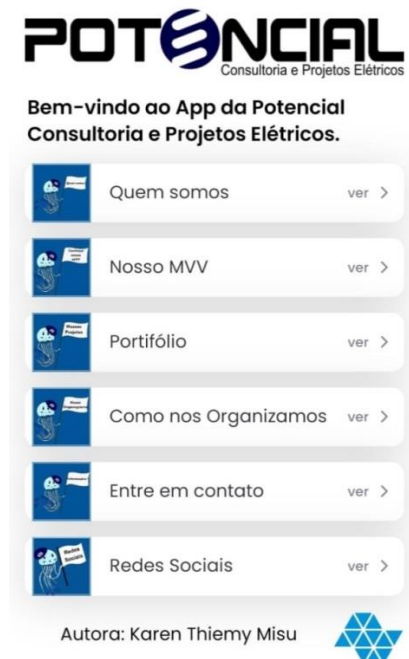 POTENCIAL
Consultoria e Projetos Elétricos
Bem-vindo ao App da Potencial
Consultoria e Projetos Elétricos.
Quem somos ver >
Nosso MVV ver >
Portifólio ver >
Como nos Organizamos ver >
Entre em contato ver >
Redes
Sociais
Redes Sociais ver >
Autora: Karen Thiemy Misu